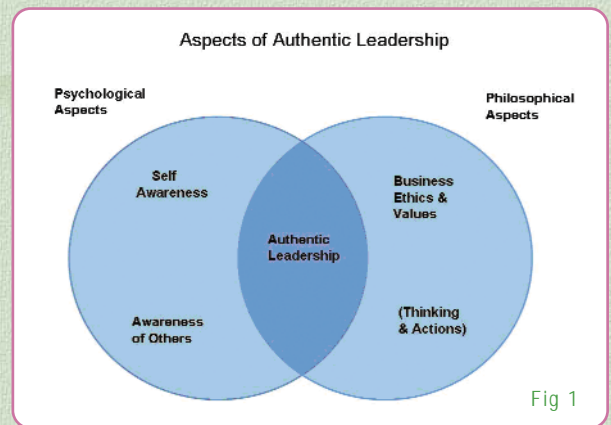 Aspects of Authentic Leadership
Psychological
Aspects
Philosophical
Aspects
Self
Awareness
Awareness
of Others
Authentic
Leadership
Business
Ethics &
Values
(Thinking
& Actions)
Fig 1